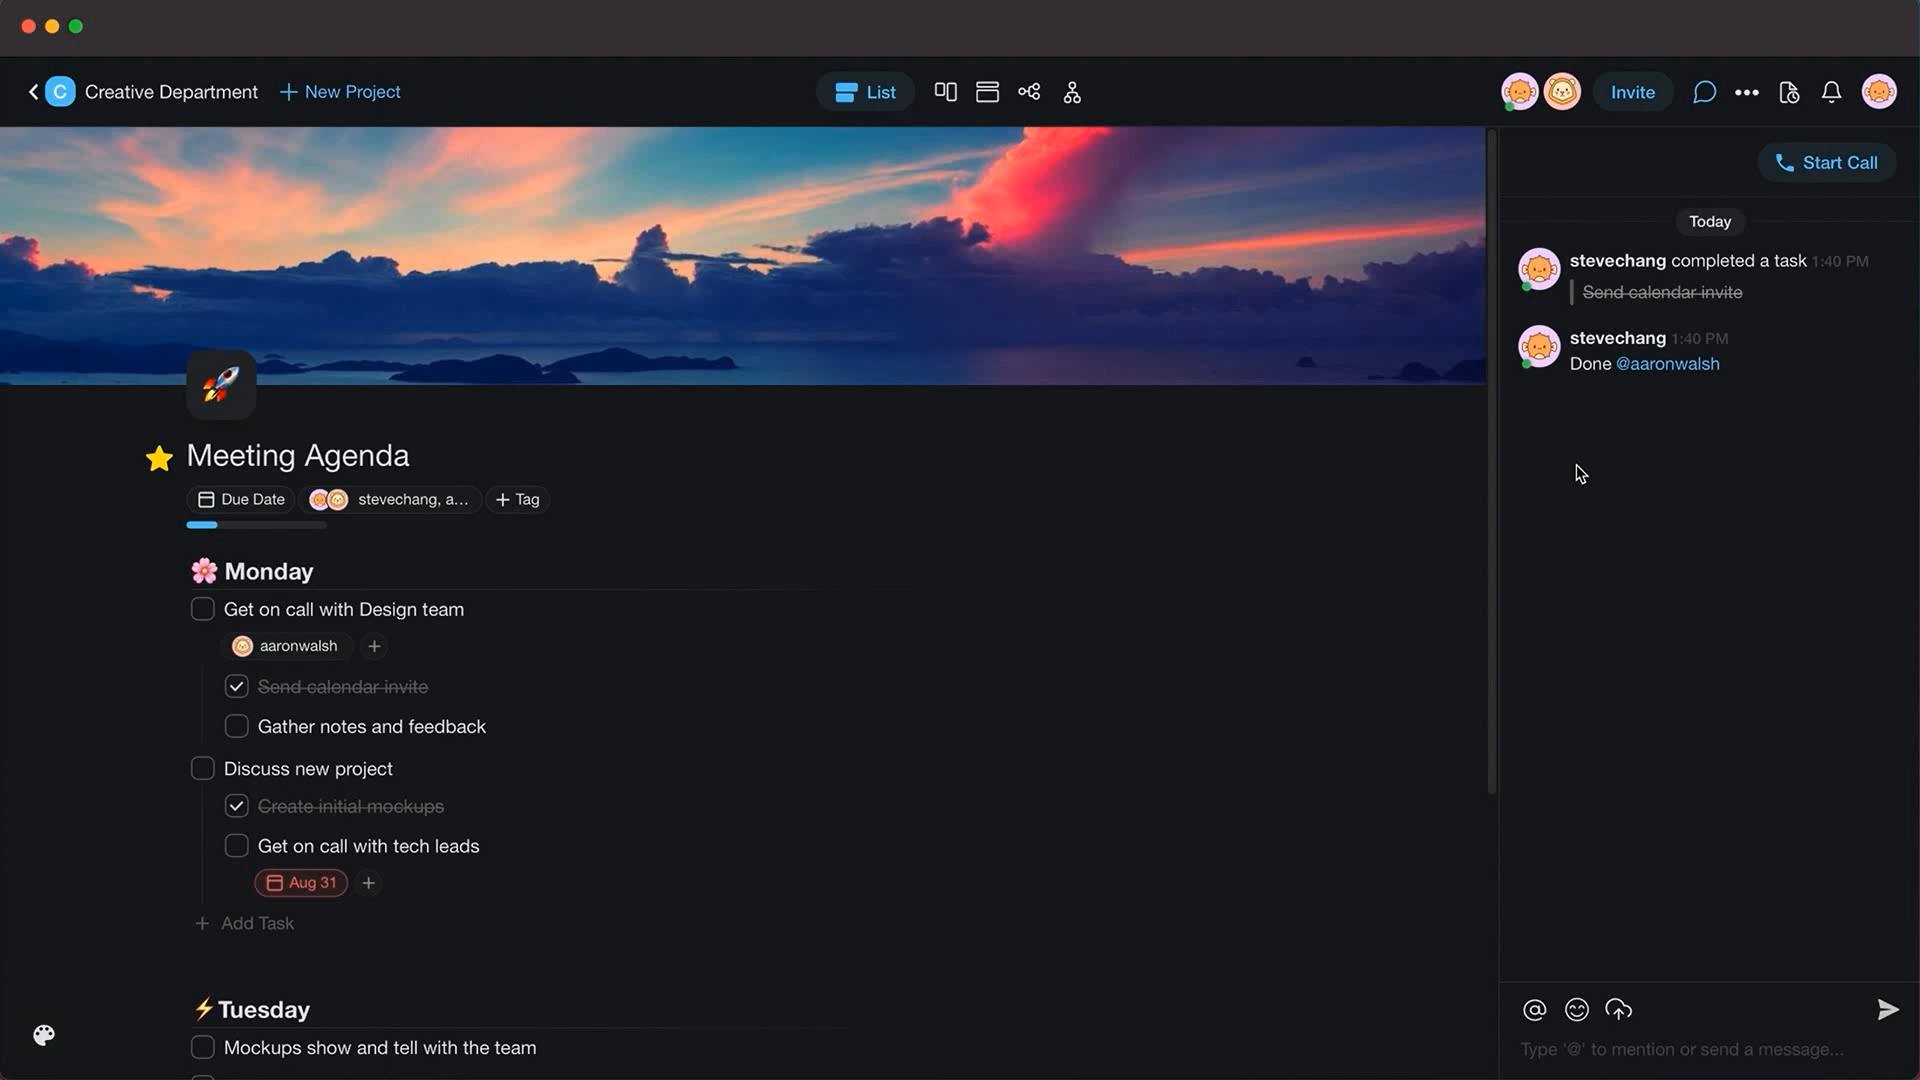 C Creative Department + New Project List Invite
Start Call
Today
stevechang completed a task 1:40 PM
Send calendar invite
stevechang 1:40 PM
Done @aaronwalsh
Meeting Agenda
Due Date stevechang, a... + Tag
Monday
Get on call with Design team
aaronwalsh +
Send calendar invite
Gather notes and feedback
Discuss new project
Create initial mockups
Get on call with tech leads
Aug 31 +
+ Add Task
Tuesday
Mockups show and tell with the team
Type '@' to mention or send a message...